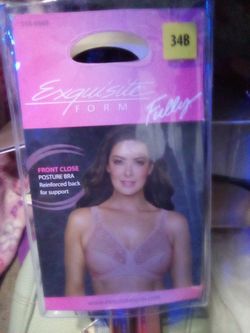 34B
Exquisite
FORM
Fully
FRONT CLOSE
POSTURE BRA
Reinforced back
for support